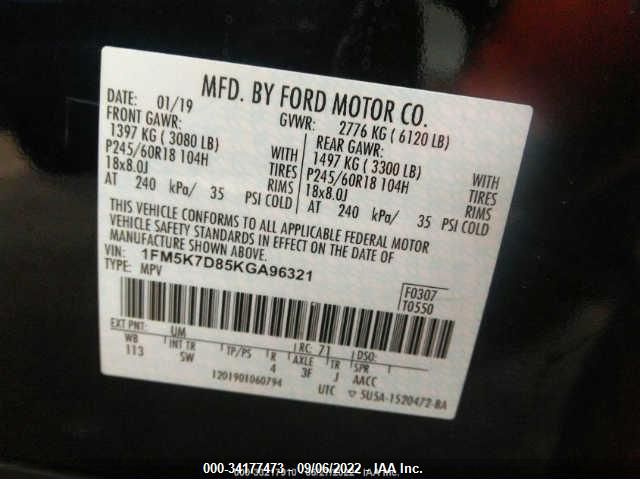 MFD. BY FORD MOTOR CO.
DATE: 01/19 GVWR: 2776 KG ( 6120 LB)
FRONT GAWR: REAR GAWR:
1397 KG ( 3080 LB) WITH 1497 KG ( 3300 LB) WITH
P245/60R18 104H TIRES P245/60R18 104H TIRES
18x8.0J RIMS 18x8.0J RIMS
AT 240 kPa/ 35 PSI COLD AT 240 kPa/ 35 PSI COLD
THIS VEHICLE CONFORMS TO ALL APPLICABLE FEDERAL MOTOR
VEHICLE SAFETY STANDARDS IN EFFECT ON THE DATE OF
MANUFACTURE SHOWN ABOVE.
VIN: 1FM5K7D85KGA96321
TYPE: MPV
F0307
T0550
EXT PNT: UM RC: 71 DSO:
WB INT TR TP/PS R AXLE TR SPR
113 SW 4 3F J AACC
1201901060794 UTC ▽ 5U5A-1520472-BA
000-34177473 - 09/06/2022 - IAA Inc.